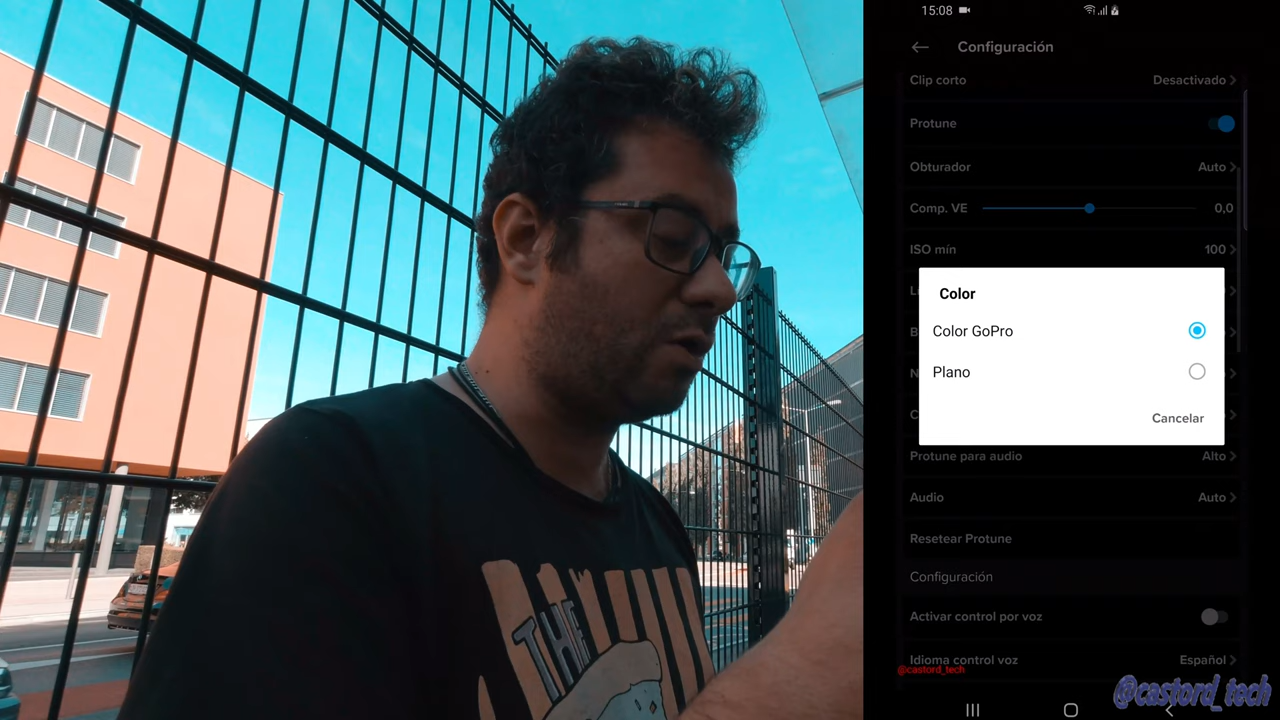 THE
15:08
Configuración
Clip corto Desactivado
Protune
Obturador Auto
Comp. VE 0,0
ISO mín 100
Color
Color GoPro
Plano
Cancelar
Protune para audio Alto
Audio Auto
Resetear Protune
Configuración
Activar control por voz
Idioma control voz Español
@castord_tech
@castord_tech